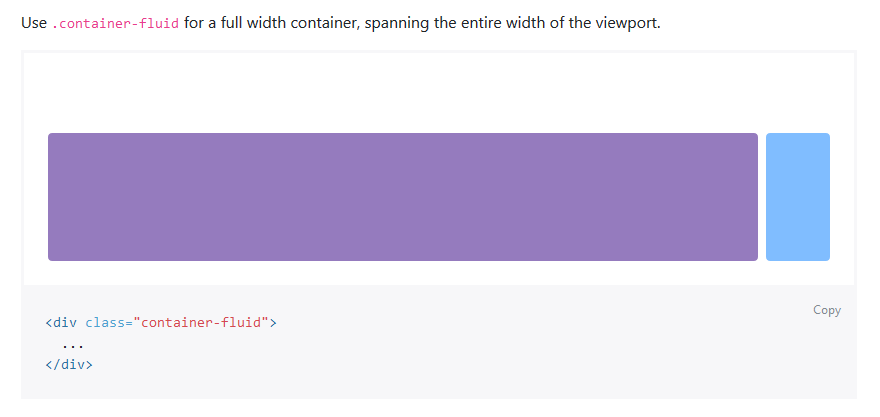 Use .container-fluid for a full width container, spanning the entire width of the viewport.
Copy
<div class="container-fluid">
  ...
</div>